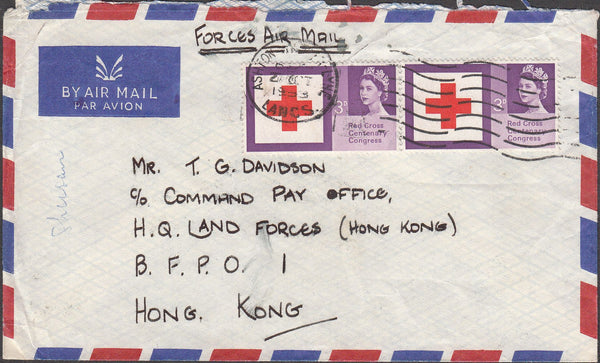 FORCES AIR MAIL
BY AIR MAIL
PAR AVION
LANCS
3D
Red Cross
Centenary
Congress
3D
Red Cross
Centenary
Congress
MR. T. G. DAVIDSON
c/o COMMAND PAY OFFICE,
H.Q. LAND FORCES (HONG KONG)
B.F.P.O. 1
HONG. KONG